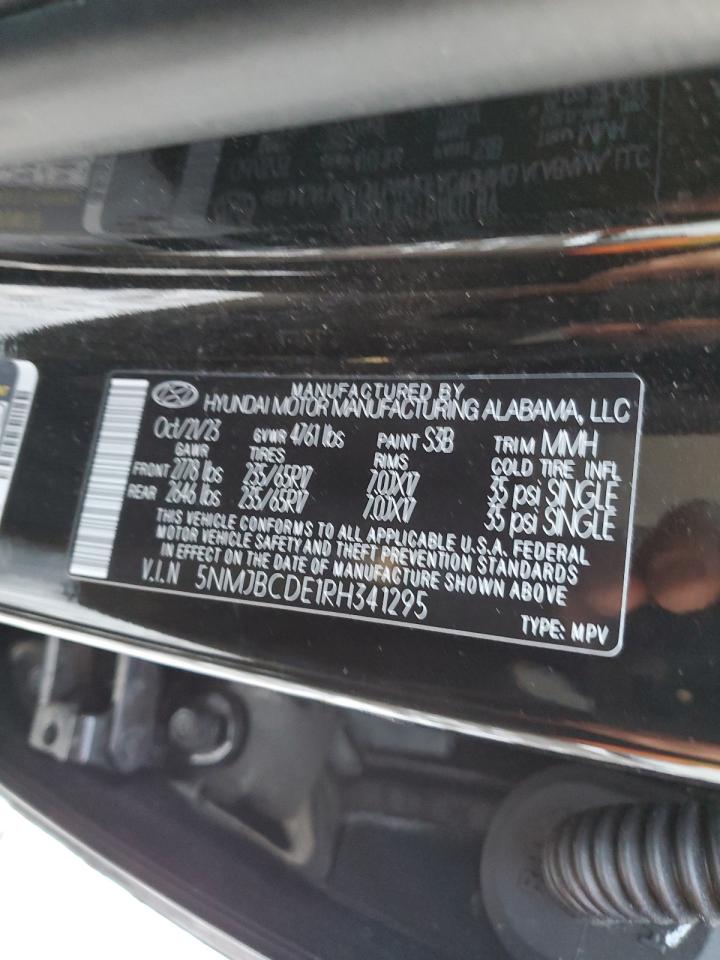 MANUFACTURED BY
HYUNDAI MOTOR MANUFACTURING ALABAMA, LLC
Oct/21/23 GVWR 4761 lbs PAINT S3B TRIM MMH
GAWR TIRES RIMS COLD TIRE INFL
FRONT 2778 lbs 235/65R17 7.0JX17 35 psi SINGLE
REAR 2646 lbs 235/65R17 7.0JX17 35 psi SINGLE
THIS VEHICLE CONFORMS TO ALL APPLICABLE U.S.A. FEDERAL
MOTOR VEHICLE SAFETY AND THEFT PREVENTION STANDARDS
IN EFFECT ON THE DATE OF MANUFACTURE SHOWN ABOVE
V.I.N 5NMJBCDE1RH341295
TYPE: MPV